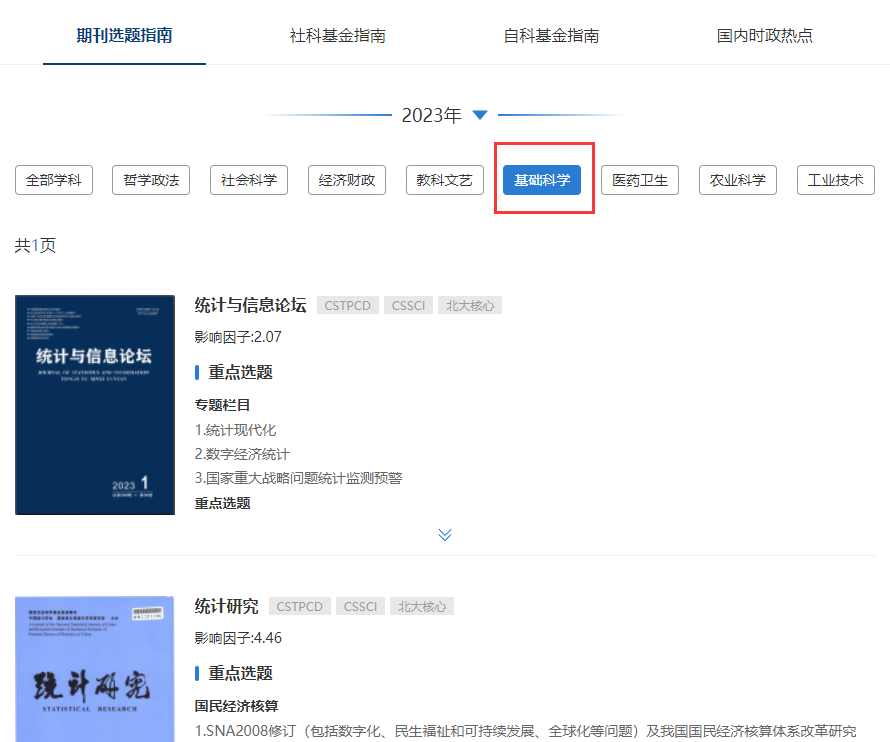 期刊选题指南 社科基金指南 自科基金指南 国内时政热点
2023年
全部学科 哲学政法 社会科学 经济财政 教科文艺 基础科学 医药卫生 农业科学 工业技术
共1页
统计与信息论坛 CSTPCD CSSCI 北大核心
影响因子:2.07
重点选题
专题栏目
1.统计现代化
2.数字经济统计
3.国家重大战略问题统计监测预警
重点选题
统计与信息论坛
JOURNAL OF STATISTICS AND INFORMATION
TONGJI YU XINXI LUNTAN
2023 1
统计研究 CSTPCD CSSCI 北大核心
影响因子:4.46
重点选题
国民经济核算
1.SNA2008修订（包括数字化、民生福祉和可持续发展、全球化等问题）及我国国民经济核算体系改革研究
统计研究
STATISTICAL RESEARCH